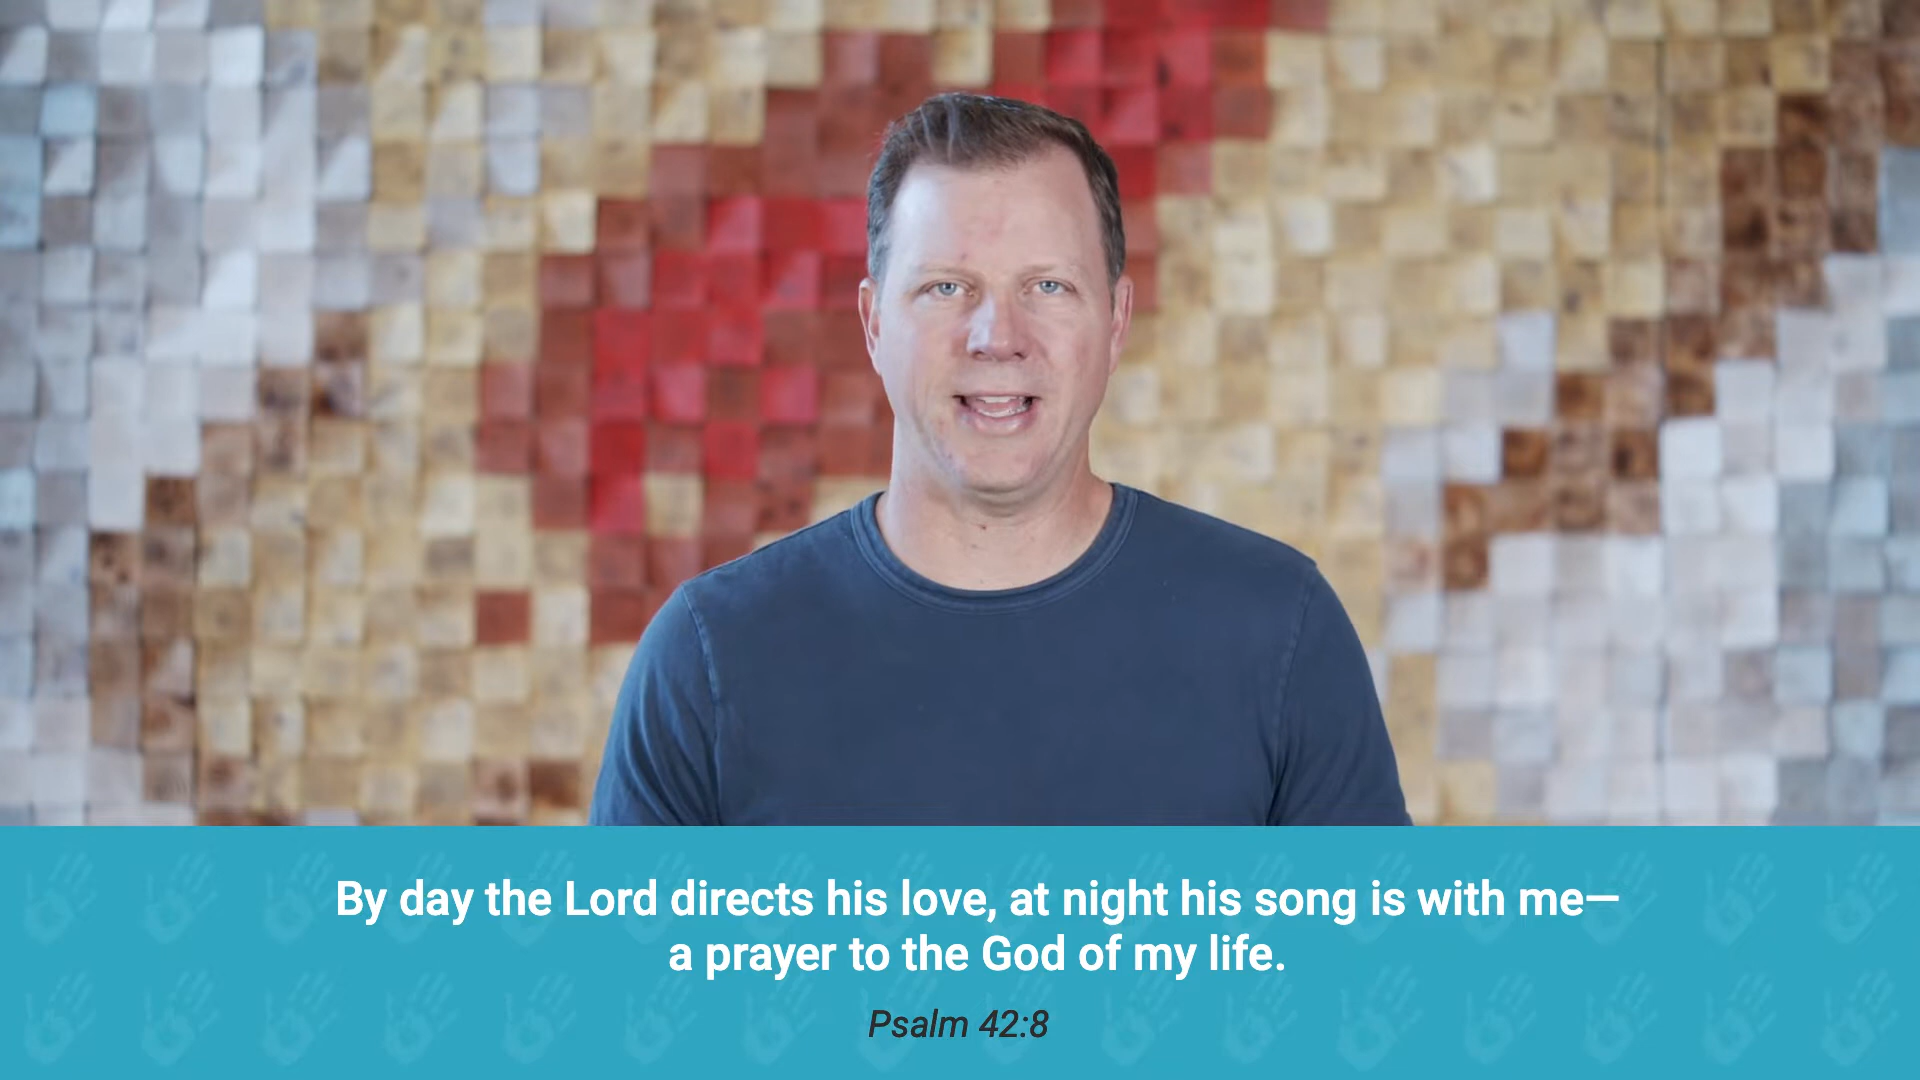 By day the Lord directs his love, at night his song is with me—
a prayer to the God of my life.
Psalm 42:8